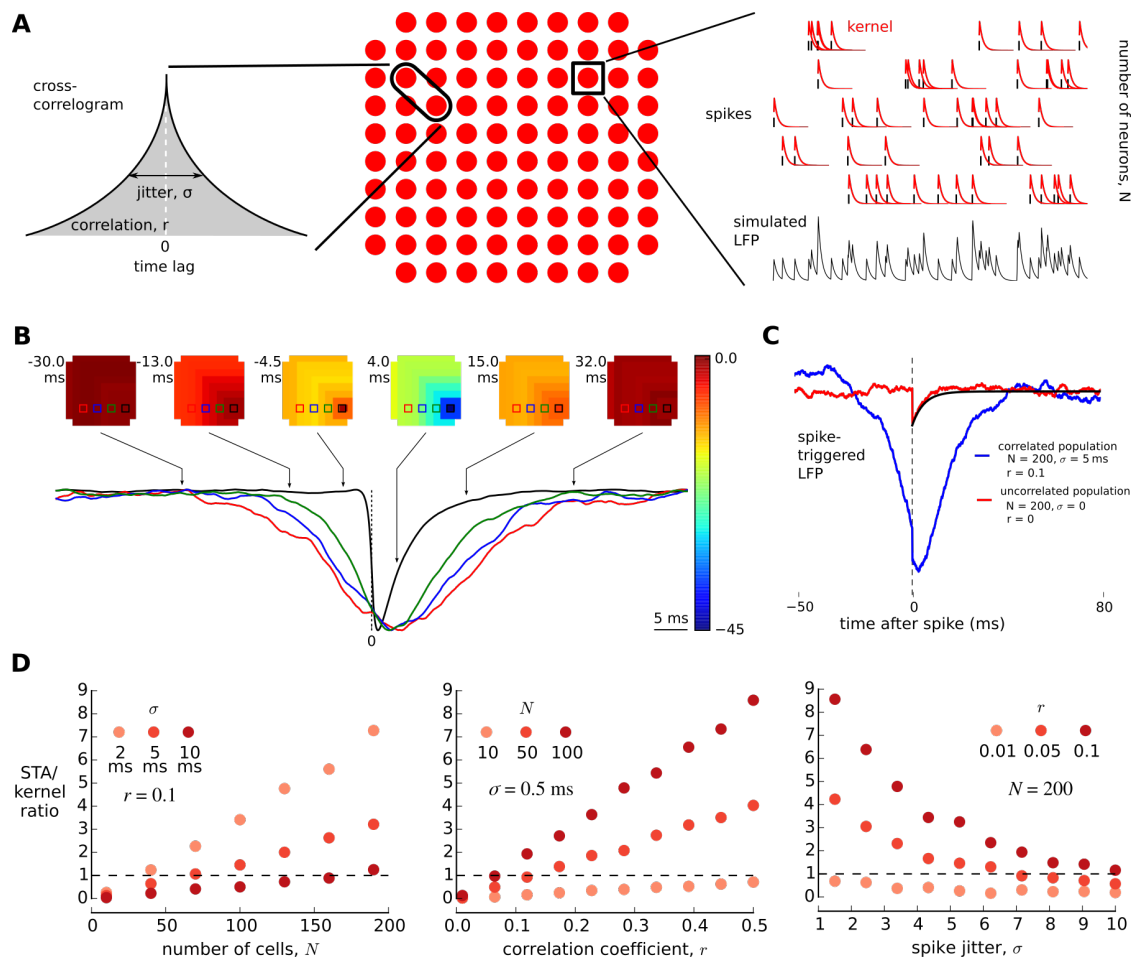 A
cross-
correlogram
jitter, σ
correlation, r
0
time lag
kernel
spikes
simulated
LFP
number of neurons, N
B
-30.0
ms
-13.0
ms
-4.5
ms
4.0
ms
15.0
ms
32.0
ms
0.0
−45
5 ms
0
C
spike-
triggered
LFP
correlated population
N = 200, σ = 5 ms
r = 0.1
uncorrelated population
N = 200, σ = 0
r = 0
−50
0
80
time after spike (ms)
D
STA/
kernel
ratio
9
8
7
6
5
4
3
2
1
0
σ
2 5 10
ms ms ms
r = 0.1
0 50 100 150 200
number of cells, N
9
8
7
6
5
4
3
2
1
0
N
10 50 100
σ = 0.5 ms
0.0 0.1 0.2 0.3 0.4 0.5
correlation coefficient, r
9
8
7
6
5
4
3
2
1
0
r
0.01 0.05 0.1
N = 200
1 2 3 4 5 6 7 8 9 10
spike jitter, σ